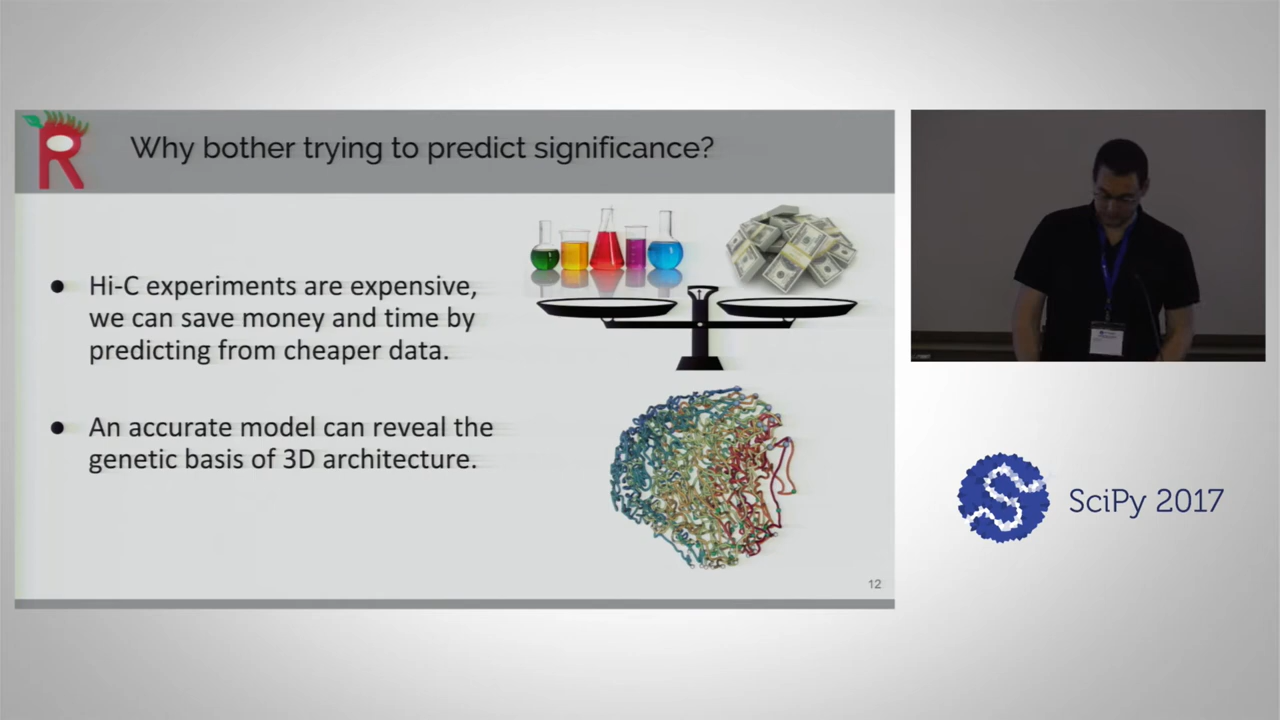 Why bother trying to predict significance?
● Hi-C experiments are expensive,
we can save money and time by
predicting from cheaper data.
● An accurate model can reveal the
genetic basis of 3D architecture.
12
SciPy 2017